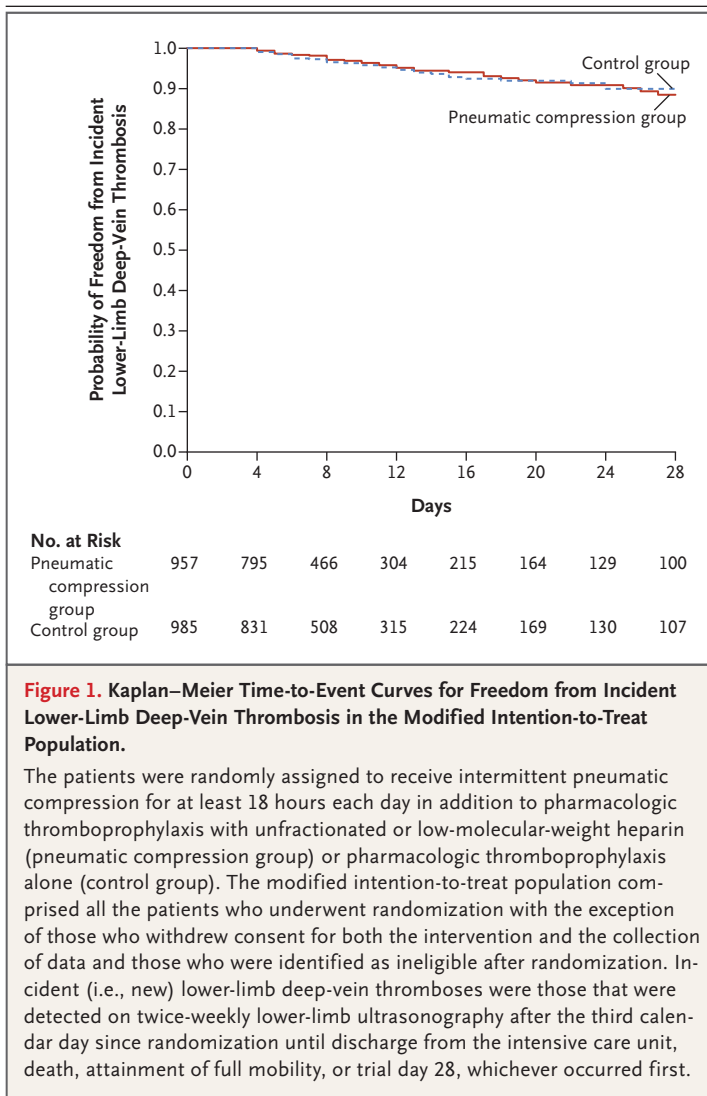 Probability of Freedom from Incident
Lower-Limb Deep-Vein Thrombosis
1.0
0.9
0.8
0.7
0.6
0.5
0.4
0.3
0.2
0.1
0.0
Control group
Pneumatic compression group
0 4 8 12 16 20 24 28
Days
No. at Risk
Pneumatic compression group 957 795 466 304 215 164 129 100
Control group 985 831 508 315 224 169 130 107
Figure 1. Kaplan–Meier Time-to-Event Curves for Freedom from Incident
Lower-Limb Deep-Vein Thrombosis in the Modified Intention-to-Treat
Population.
The patients were randomly assigned to receive intermittent pneumatic
compression for at least 18 hours each day in addition to pharmacologic
thromboprophylaxis with unfractionated or low-molecular-weight heparin
(pneumatic compression group) or pharmacologic thromboprophylaxis
alone (control group). The modified intention-to-treat population com-
prised all the patients who underwent randomization with the exception
of those who withdrew consent for both the intervention and the collection
of data and those who were identified as ineligible after randomization. In-
cident (i.e., new) lower-limb deep-vein thromboses were those that were
detected on twice-weekly lower-limb ultrasonography after the third calen-
dar day since randomization until discharge from the intensive care unit,
death, attainment of full mobility, or trial day 28, whichever occurred first.